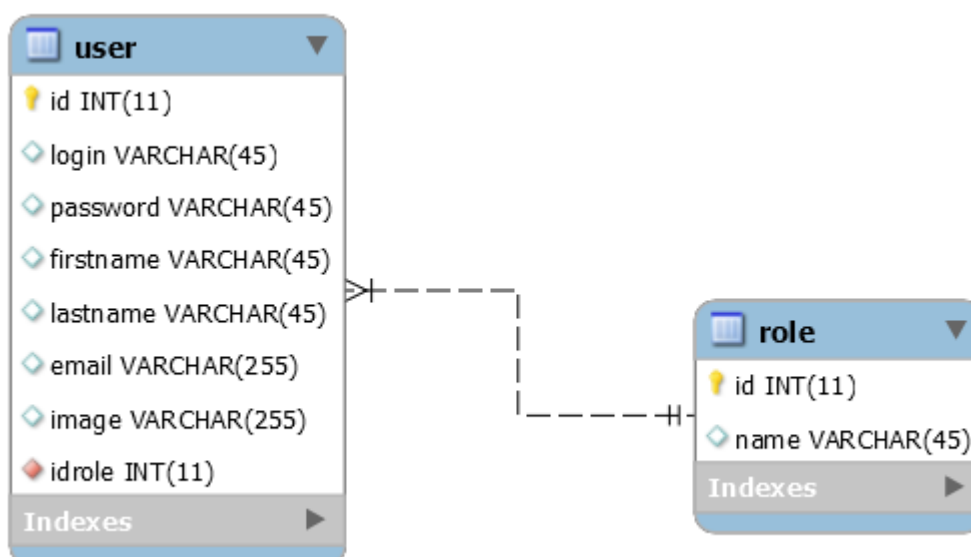 user
id INT(11)
login VARCHAR(45)
password VARCHAR(45)
firstname VARCHAR(45)
lastname VARCHAR(45)
email VARCHAR(255)
image VARCHAR(255)
idrole INT(11)
Indexes
role
id INT(11)
name VARCHAR(45)
Indexes